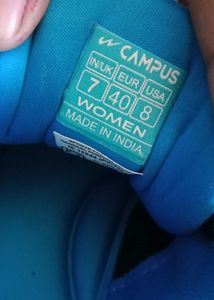 CAMPUS
IN/UK EUR USA
7 40 8
WOMEN
MADE IN INDIA